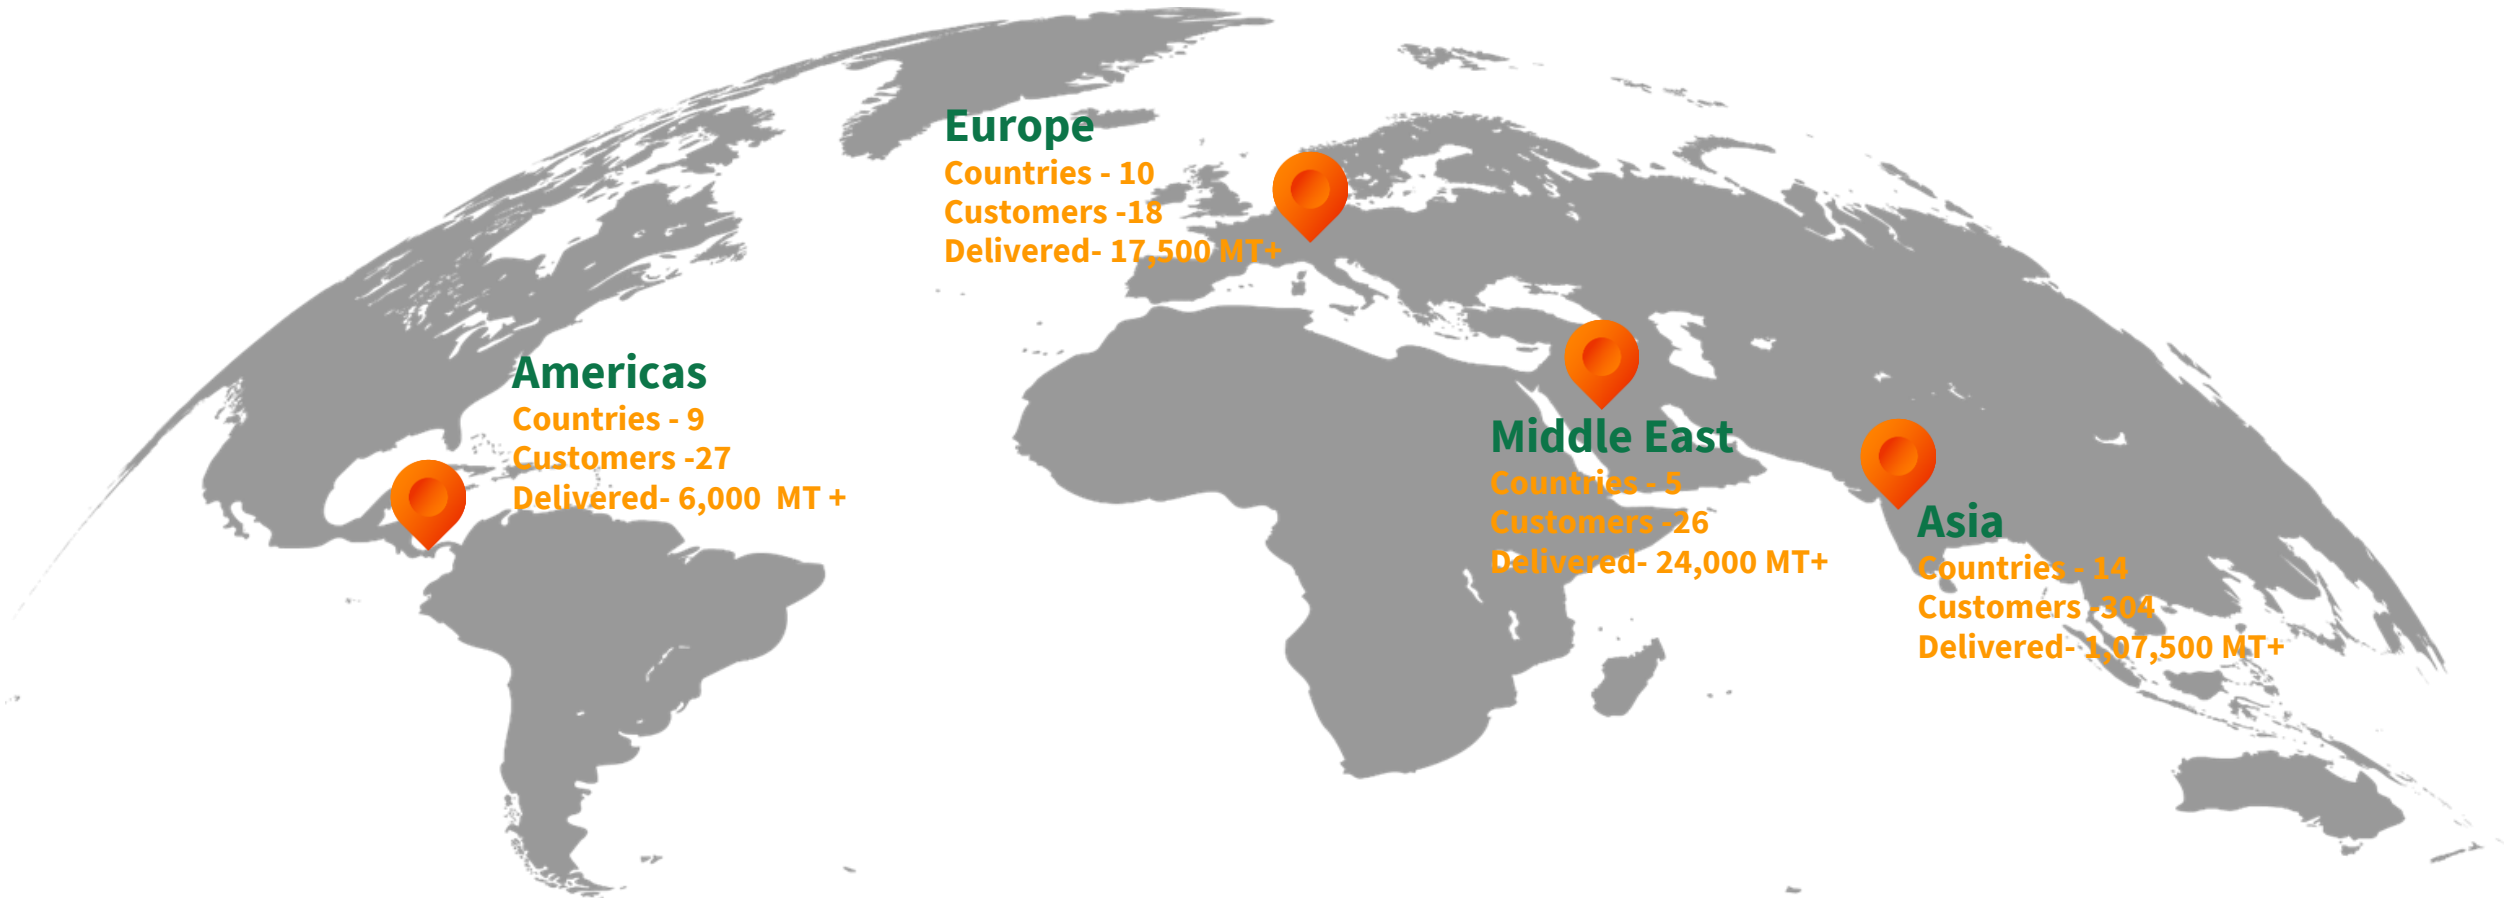 Europe
Countries - 10
Customers -18
Delivered- 17,500 MT+
Americas
Countries - 9
Customers -27
Delivered- 6,000  MT +
Middle East
Countries - 5
Customers -26
Delivered- 24,000 MT+
Asia
Countries - 14
Customers -304
Delivered- 1,07,500 MT+